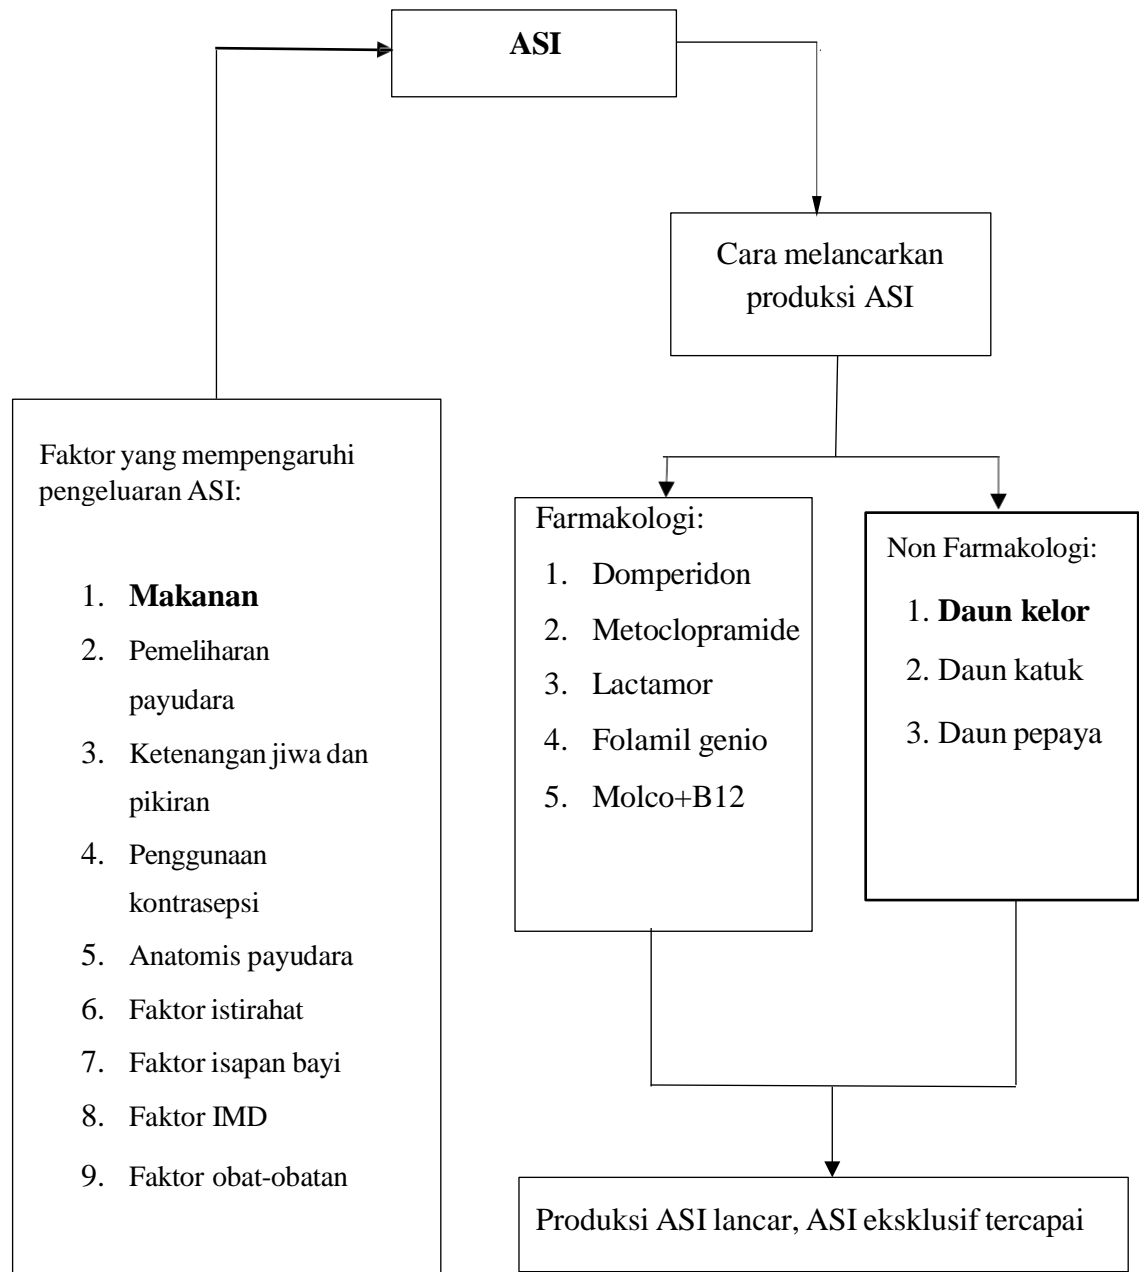 ASI
Cara melancarkan
produksi ASI
Faktor yang mempengaruhi
pengeluaran ASI:
1. Makanan
2. Pemeliharan
payudara
3. Ketenangan jiwa dan
pikiran
4. Penggunaan
kontrasepsi
5. Anatomis payudara
6. Faktor istirahat
7. Faktor isapan bayi
8. Faktor IMD
9. Faktor obat-obatan
Farmakologi:
1. Domperidon
2. Metoclopramide
3. Lactamor
4. Folamil genio
5. Molco+B12
Non Farmakologi:
1. Daun kelor
2. Daun katuk
3. Daun pepaya
Produksi ASI lancar, ASI eksklusif tercapai